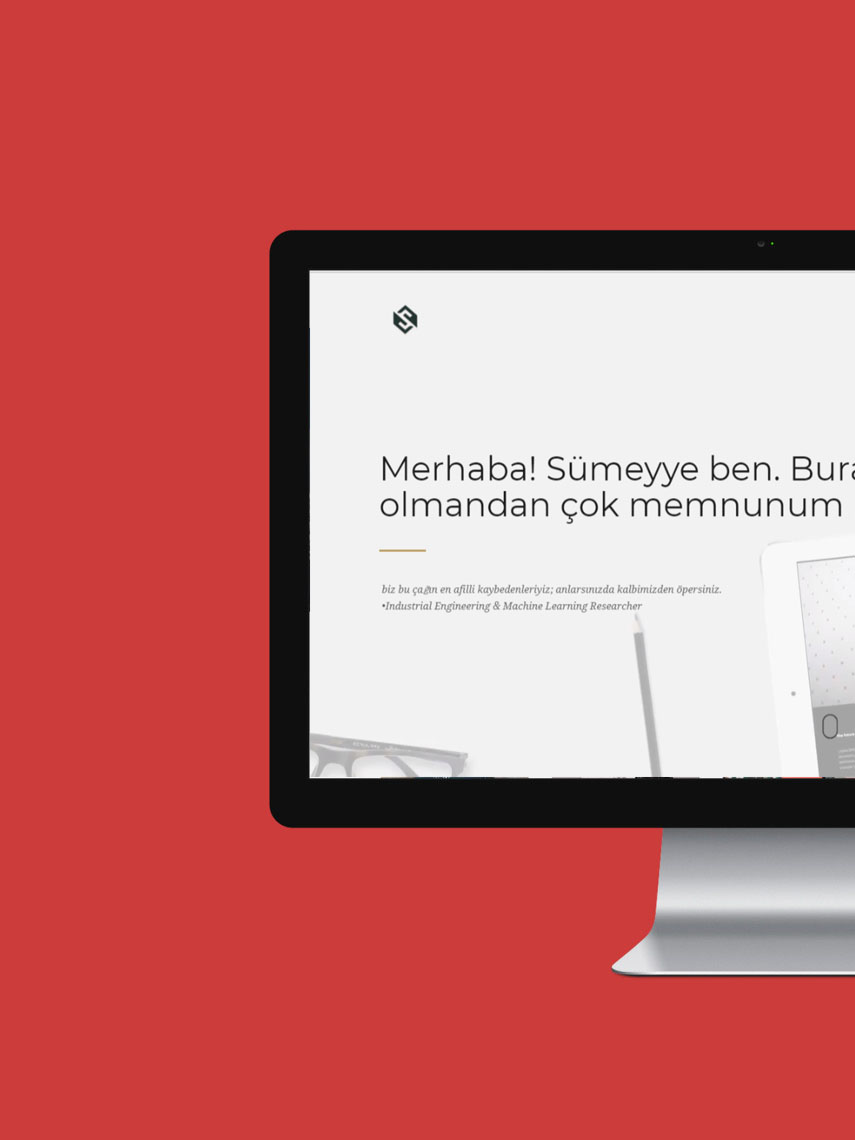 Merhaba! Sümeyye ben. Bura
olmandan çok memnunum
biz bu çağın en afilli kaybedenleriyiz; anlarsınızda kalbimizden öpersiniz.
•Industrial Engineering & Machine Learning Researcher